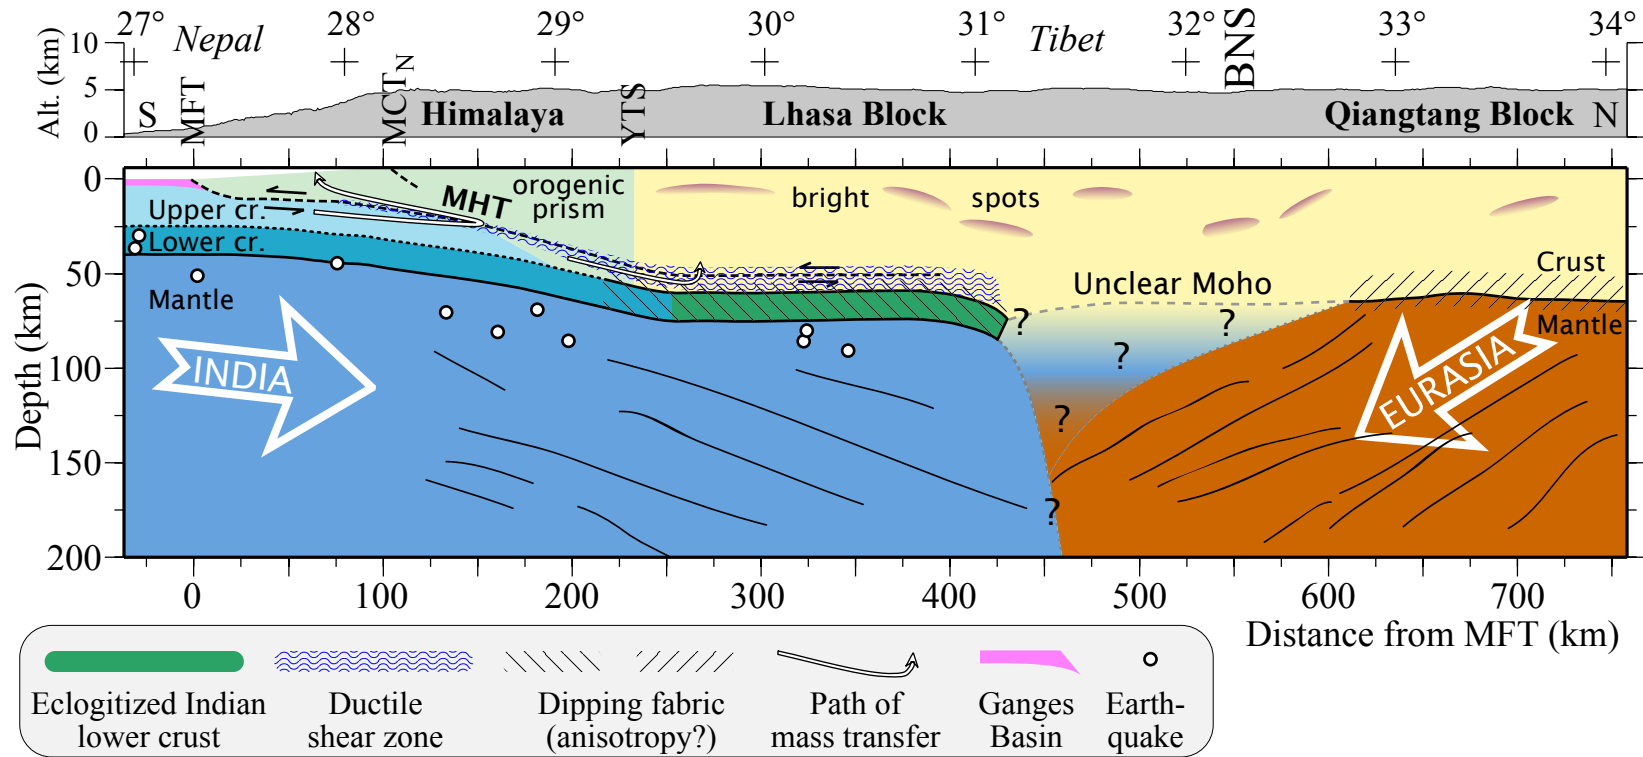 27° 28° 29° 30° 31° 32° 33° 34°
Nepal Tibet
BNS
Alt. (km)
10
5
0
S MFT MCTN Himalaya YTS Lhasa Block Qiangtang Block N
Depth (km)
0
50
100
150
200
MHT
orogenic
prism
bright spots
Upper cr.
Lower cr.
Mantle
Unclear Moho
Crust
Mantle
? ? ? ? ?
INDIA
EURASIA
0 100 200 300 400 500 600 700
Distance from MFT (km)
Eclogitized Indian
lower crust
Ductile
shear zone
Dipping fabric
(anisotropy?)
Path of
mass transfer
Ganges
Basin
Earth-
quake